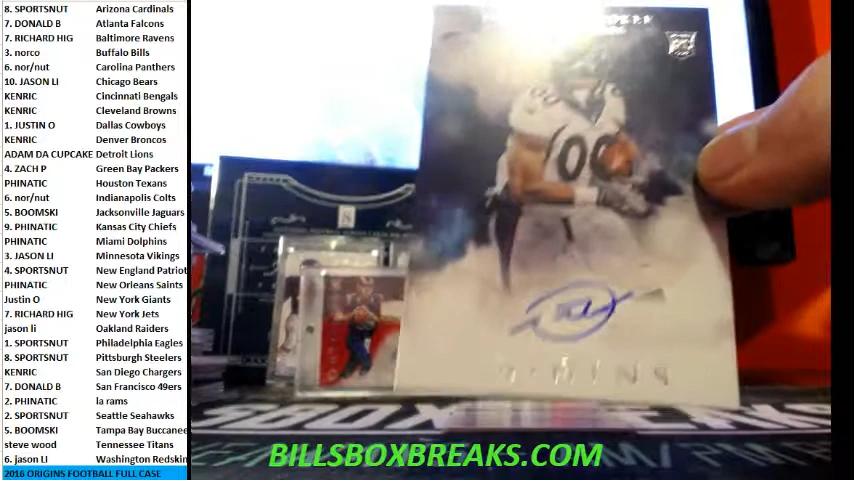 8. SPORTSNUT Arizona Cardinals
7. DONALD B Atlanta Falcons
7. RICHARD HIG Baltimore Ravens
3. norco Buffalo Bills
6. nor/nut Carolina Panthers
10. JASON LI Chicago Bears
KENRIC Cincinnati Bengals
KENRIC Cleveland Browns
1. JUSTIN O Dallas Cowboys
KENRIC Denver Broncos
ADAM DA CUPCAKE Detroit Lions
4. ZACH P Green Bay Packers
PHINATIC Houston Texans
6. nor/nut Indianapolis Colts
5. BOOMSKI Jacksonville Jaguars
9. PHINATIC Kansas City Chiefs
PHINATIC Miami Dolphins
3. JASON LI Minnesota Vikings
4. SPORTSNUT New England Patriot
PHINATIC New Orleans Saints
Justin O New York Giants
7. RICHARD HIG New York Jets
jason li Oakland Raiders
1. SPORTSNUT Philadelphia Eagles
8. SPORTSNUT Pittsburgh Steelers
KENRIC San Diego Chargers
7. DONALD B San Francisco 49ers
2. PHINATIC la rams
2. SPORTSNUT Seattle Seahawks
5. BOOMSKI Tampa Bay Buccanee
steve wood Tennessee Titans
6. jason LI Washington Redskin
2016 ORIGINS FOOTBALL FULL CASE
00
ORIGINS
BILLSBOXBREAKS.COM